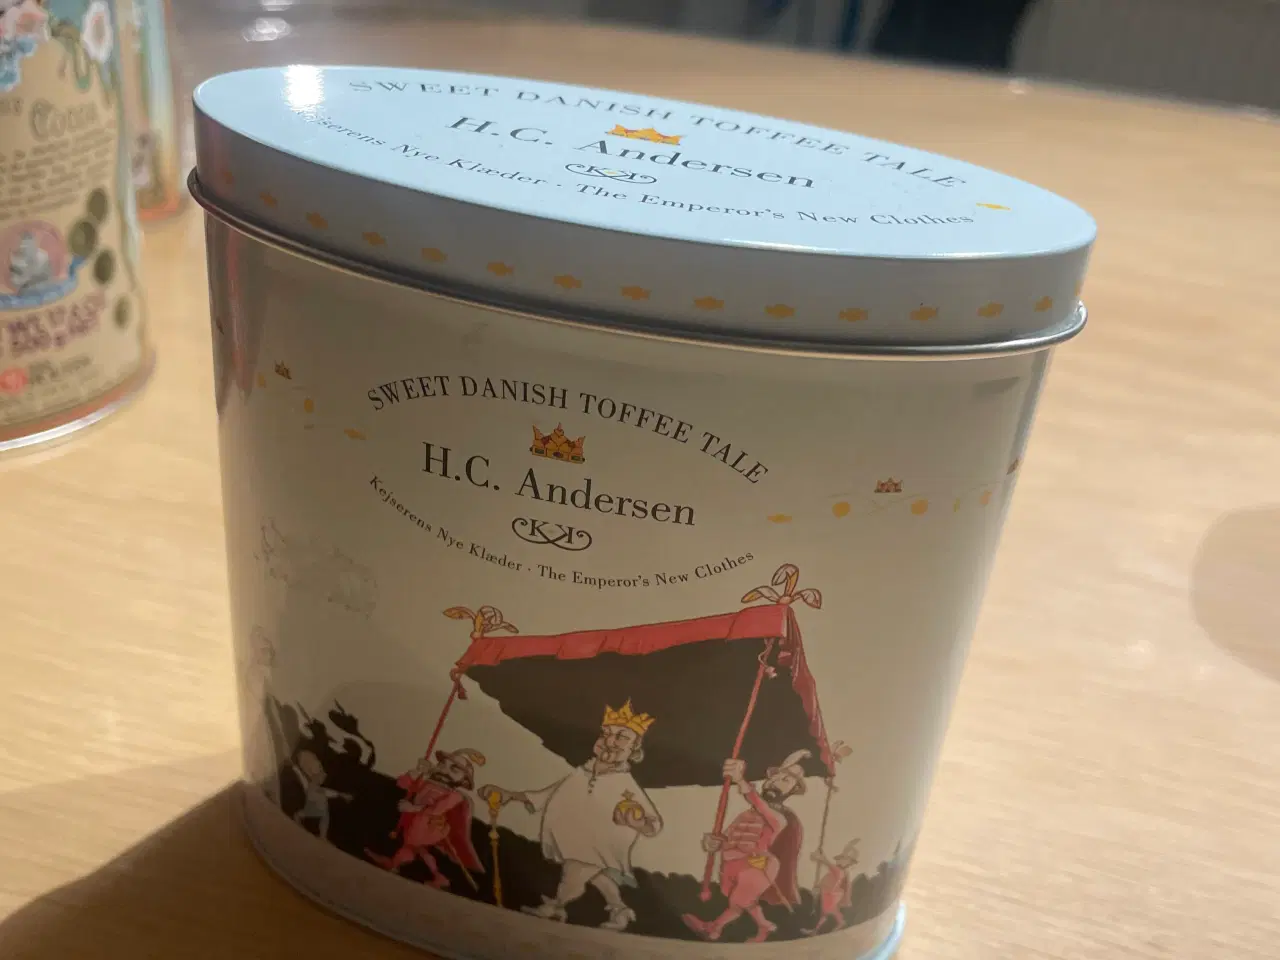 SWEET DANISH TOFFEE TALE
H.C. Andersen
Kejserens Nye Klæder · The Emperor's New Clothes
SWEET DANISH TOFFEE TALE
H.C. Andersen
KK
Kejserens Nye Klæder · The Emperor's New Clothes